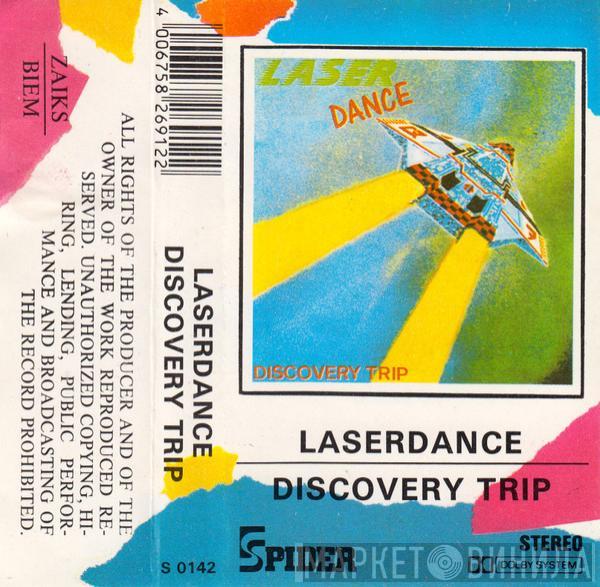 ZAIKS
BIEM
ALL RIGHTS OF THE PRODUCER AND OF THE
OWNER OF THE WORK REPRODUCED RE-
SERVED. UNAUTHORIZED COPYING, HI-
RING, LENDING, PUBLIC PERFOR-
MANCE AND BROADCASTING OF
THE RECORD PROHIBITED.
4 006758 269122
LASERDANCE
DISCOVERY TRIP
S 0142
LASER
DANCE
DISCOVERY TRIP
LASERDANCE
DISCOVERY TRIP
SPIDER
STEREO
DOLBY SYSTEM
МАРКЕТ ВИНИЛА